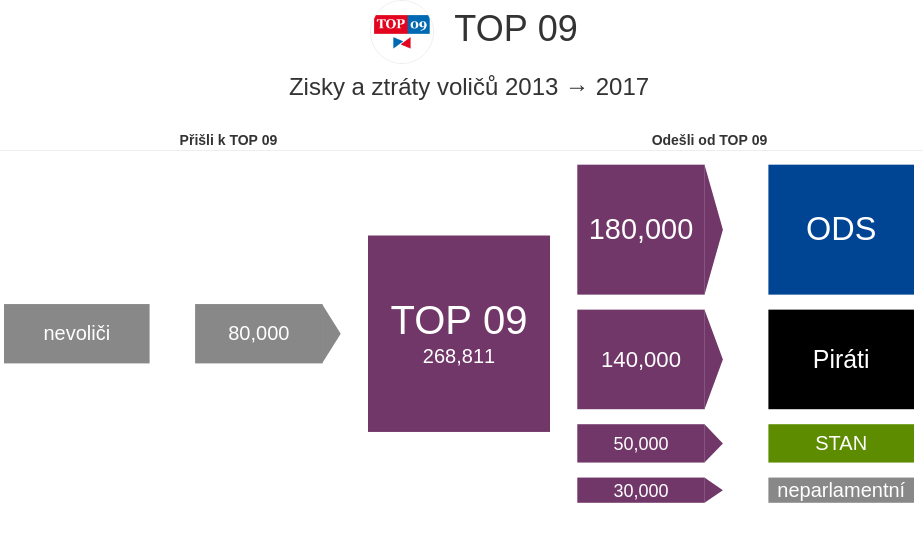 TOP 09
TOP 09
Zisky a ztráty voličů 2013 → 2017
Přišli k TOP 09
Odešli od TOP 09
nevoliči
80,000
TOP 09
268,811
180,000
ODS
140,000
Piráti
50,000
STAN
30,000
neparlamentní